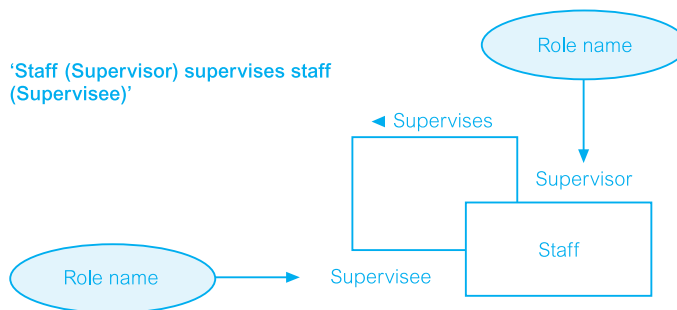 Role name
‘Staff (Supervisor) supervises staff
(Supervisee)’
◄ Supervises
Supervisor
Staff
Role name
Supervisee